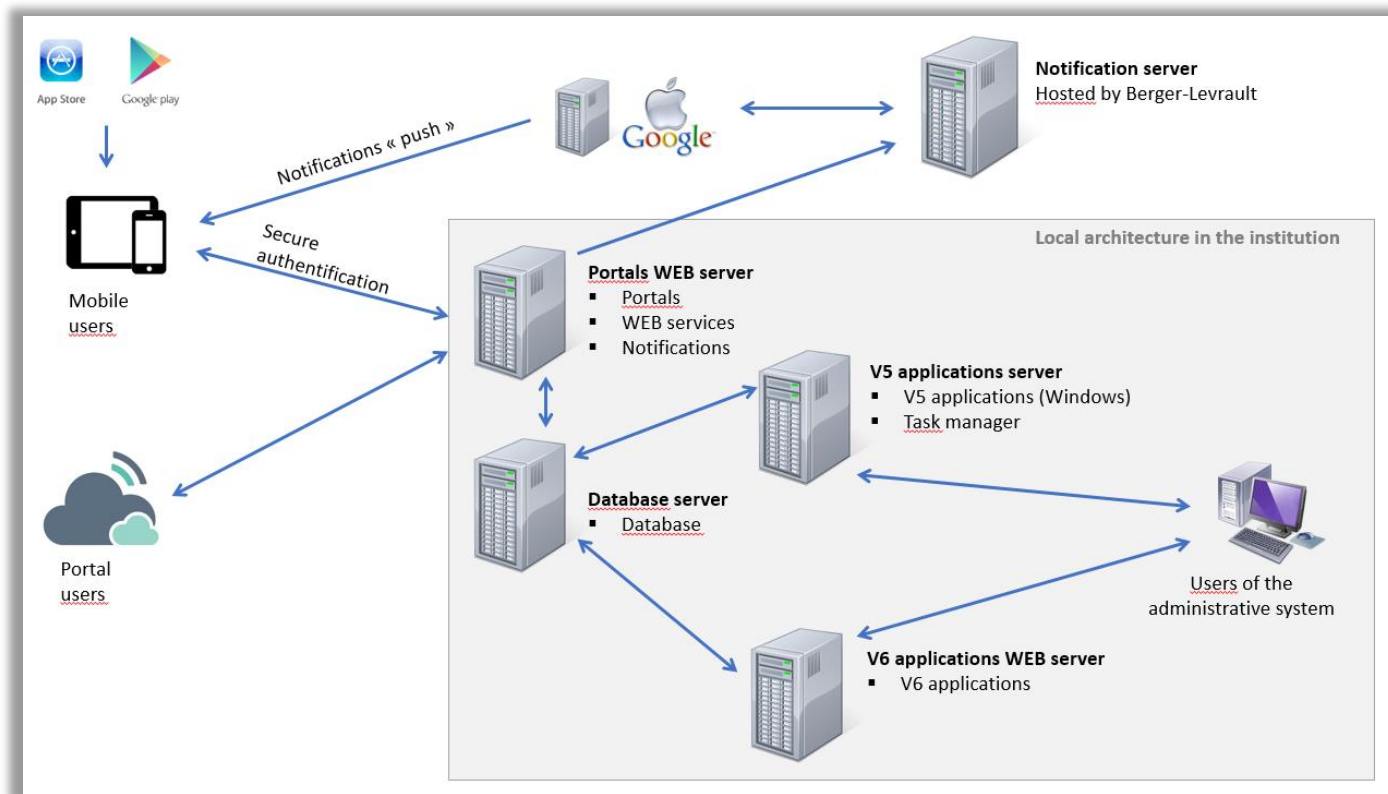 App Store
Google play
Notifications « push »
Google
Notification server
Hosted by Berger-Levrault
Secure
authentification
Mobile
users
Local architecture in the institution
Portals WEB server
▪ Portals
▪ WEB services
▪ Notifications
V5 applications server
▪ V5 applications (Windows)
▪ Task manager
Database server
▪ Database
Portal
users
Users of the
administrative system
V6 applications WEB server
▪ V6 applications